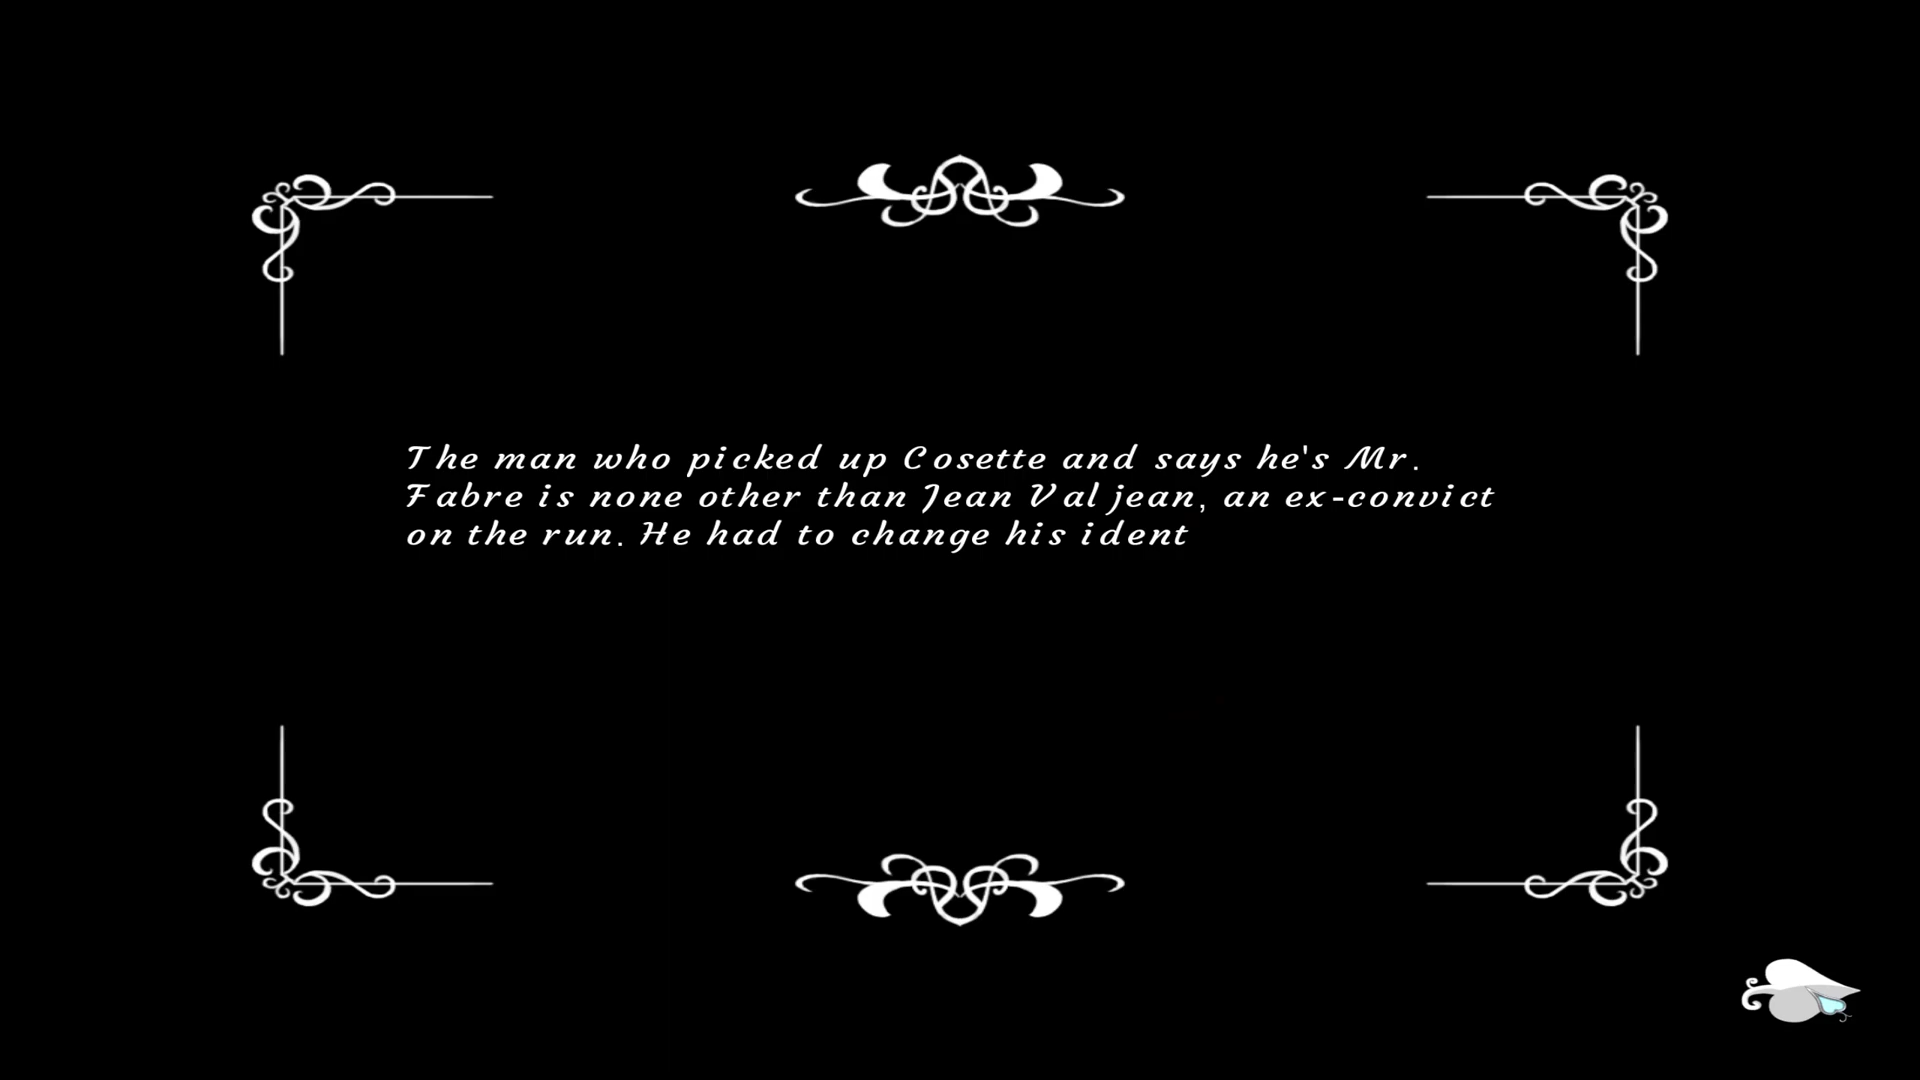 The man who picked up Cosette and says he's Mr.
Fabre is none other than Jean Valjean, an ex-convict
on the run. He had to change his ident